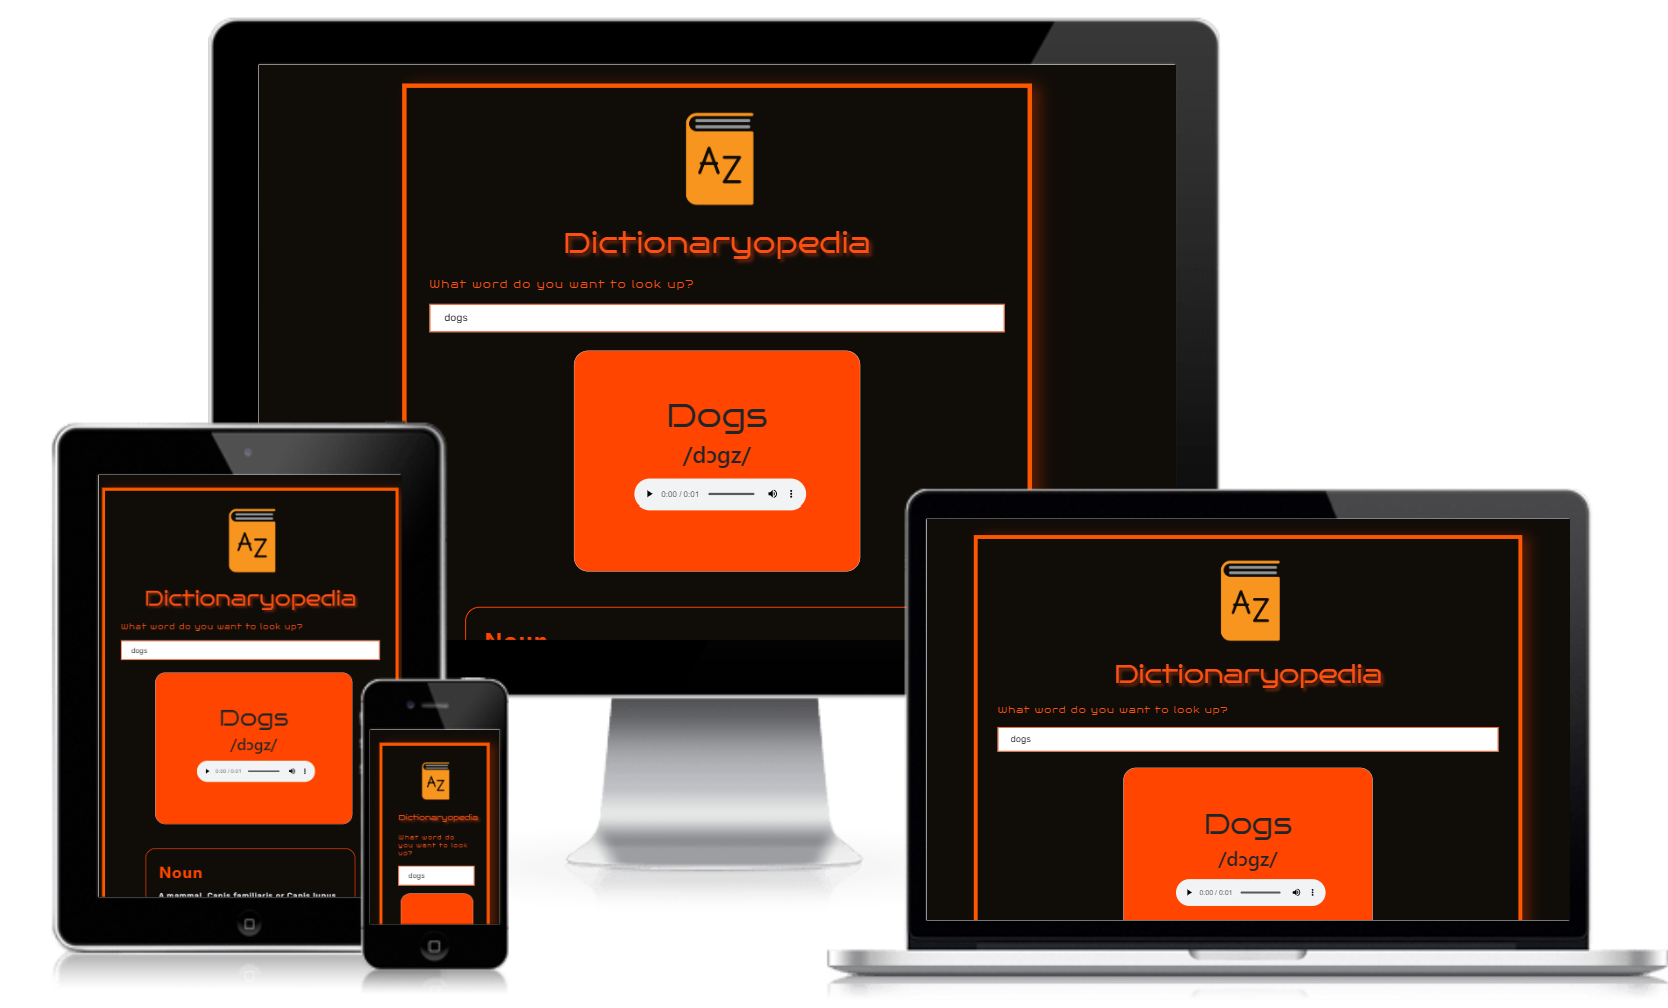 AZ
Dictionaryopedia
What word do you want to look up?
dogs
Dogs
/dɔgz/
0:00 / 0:01
Noun
AZ
Dictionaryopedia
What word do you want to look up?
dogs
Dogs
/dɔgz/
0:00 / 0:01
Noun
A mammal, Canis familiaris or Canis lupus
AZ
Dictionaryopedia
What word do
you want to look
up?
dogs
AZ
Dictionaryopedia
What word do you want to look up?
dogs
Dogs
/dɔgz/
0:00 / 0:01